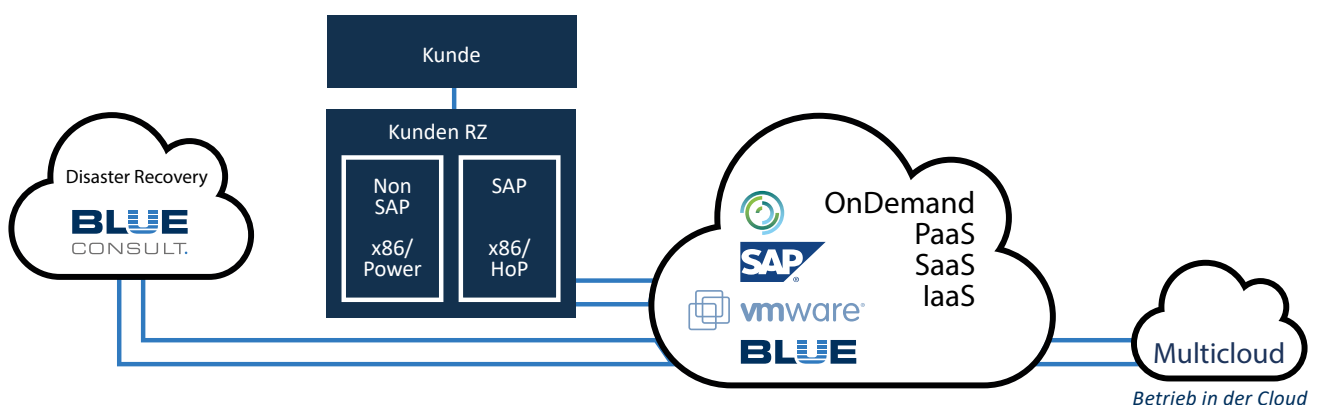 Kunde
Kunden RZ
Non
SAP
x86/
Power
SAP
x86/
HoP
Disaster Recovery
BLUE
CONSULT.
SAP
®
vmware®
BLUE
OnDemand
PaaS
SaaS
IaaS
Multicloud
Betrieb in der Cloud